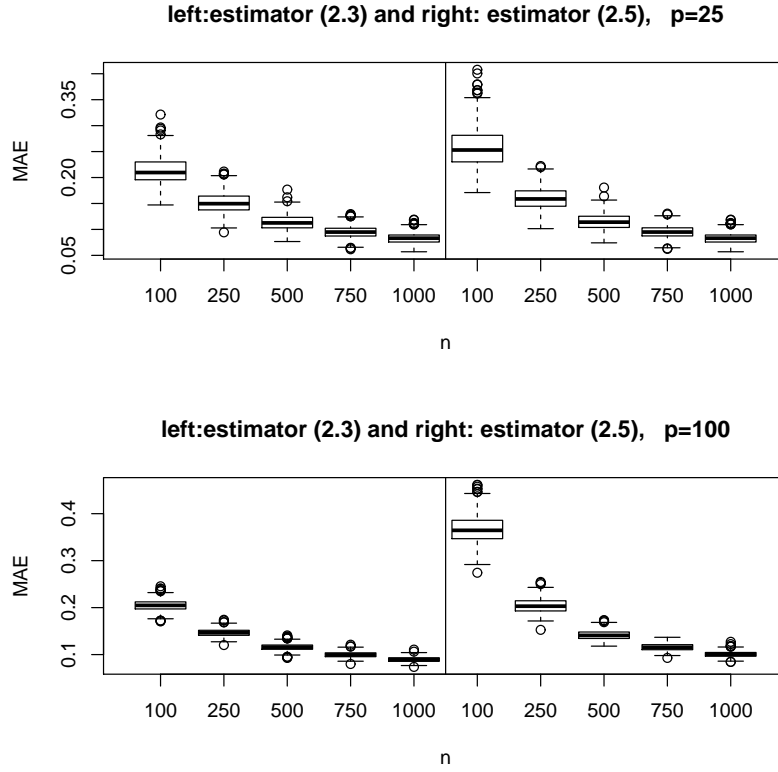 left:estimator (2.3) and right: estimator (2.5),   p=25
MAE
0.05 0.20 0.35
100 250 500 750 1000 100 250 500 750 1000
n
left:estimator (2.3) and right: estimator (2.5),   p=100
MAE
0.1 0.2 0.3 0.4
100 250 500 750 1000 100 250 500 750 1000
n